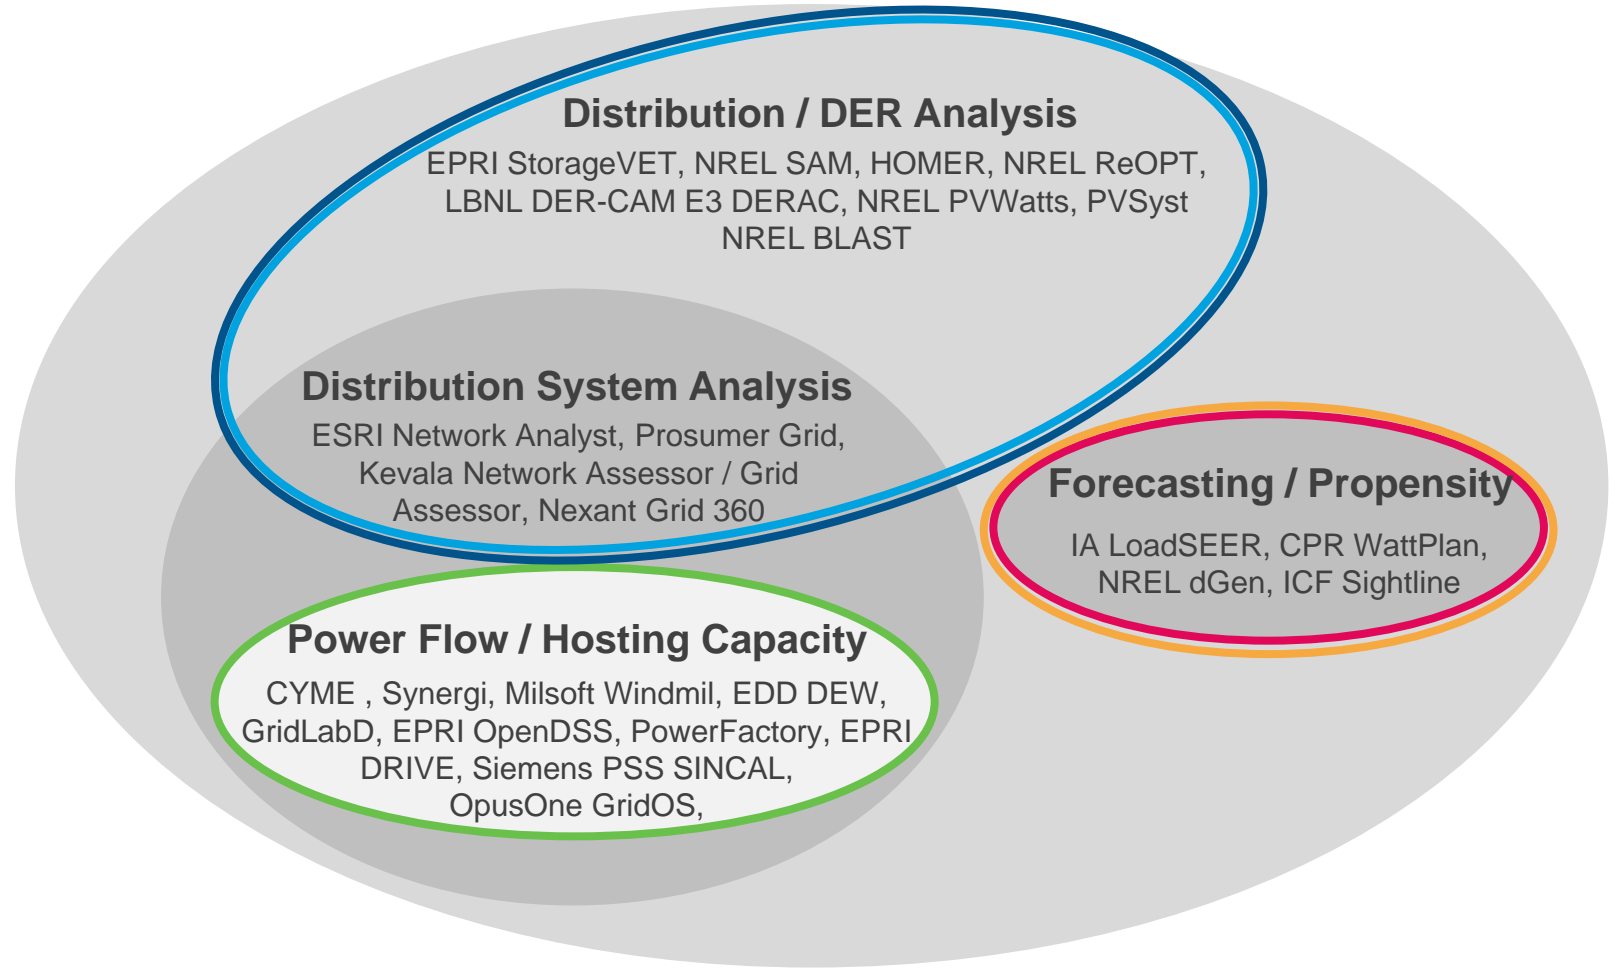 Distribution / DER Analysis
EPRI StorageVET, NREL SAM, HOMER, NREL ReOPT,
LBNL DER-CAM E3 DERAC, NREL PVWatts, PVSyst
NREL BLAST
Distribution System Analysis
ESRI Network Analyst, Prosumer Grid,
Kevala Network Assessor / Grid
Assessor, Nexant Grid 360
Forecasting / Propensity
IA LoadSEER, CPR WattPlan,
NREL dGen, ICF Sightline
Power Flow / Hosting Capacity
CYME , Synergi, Milsoft Windmil, EDD DEW,
GridLabD, EPRI OpenDSS, PowerFactory, EPRI
DRIVE, Siemens PSS SINCAL,
OpusOne GridOS,